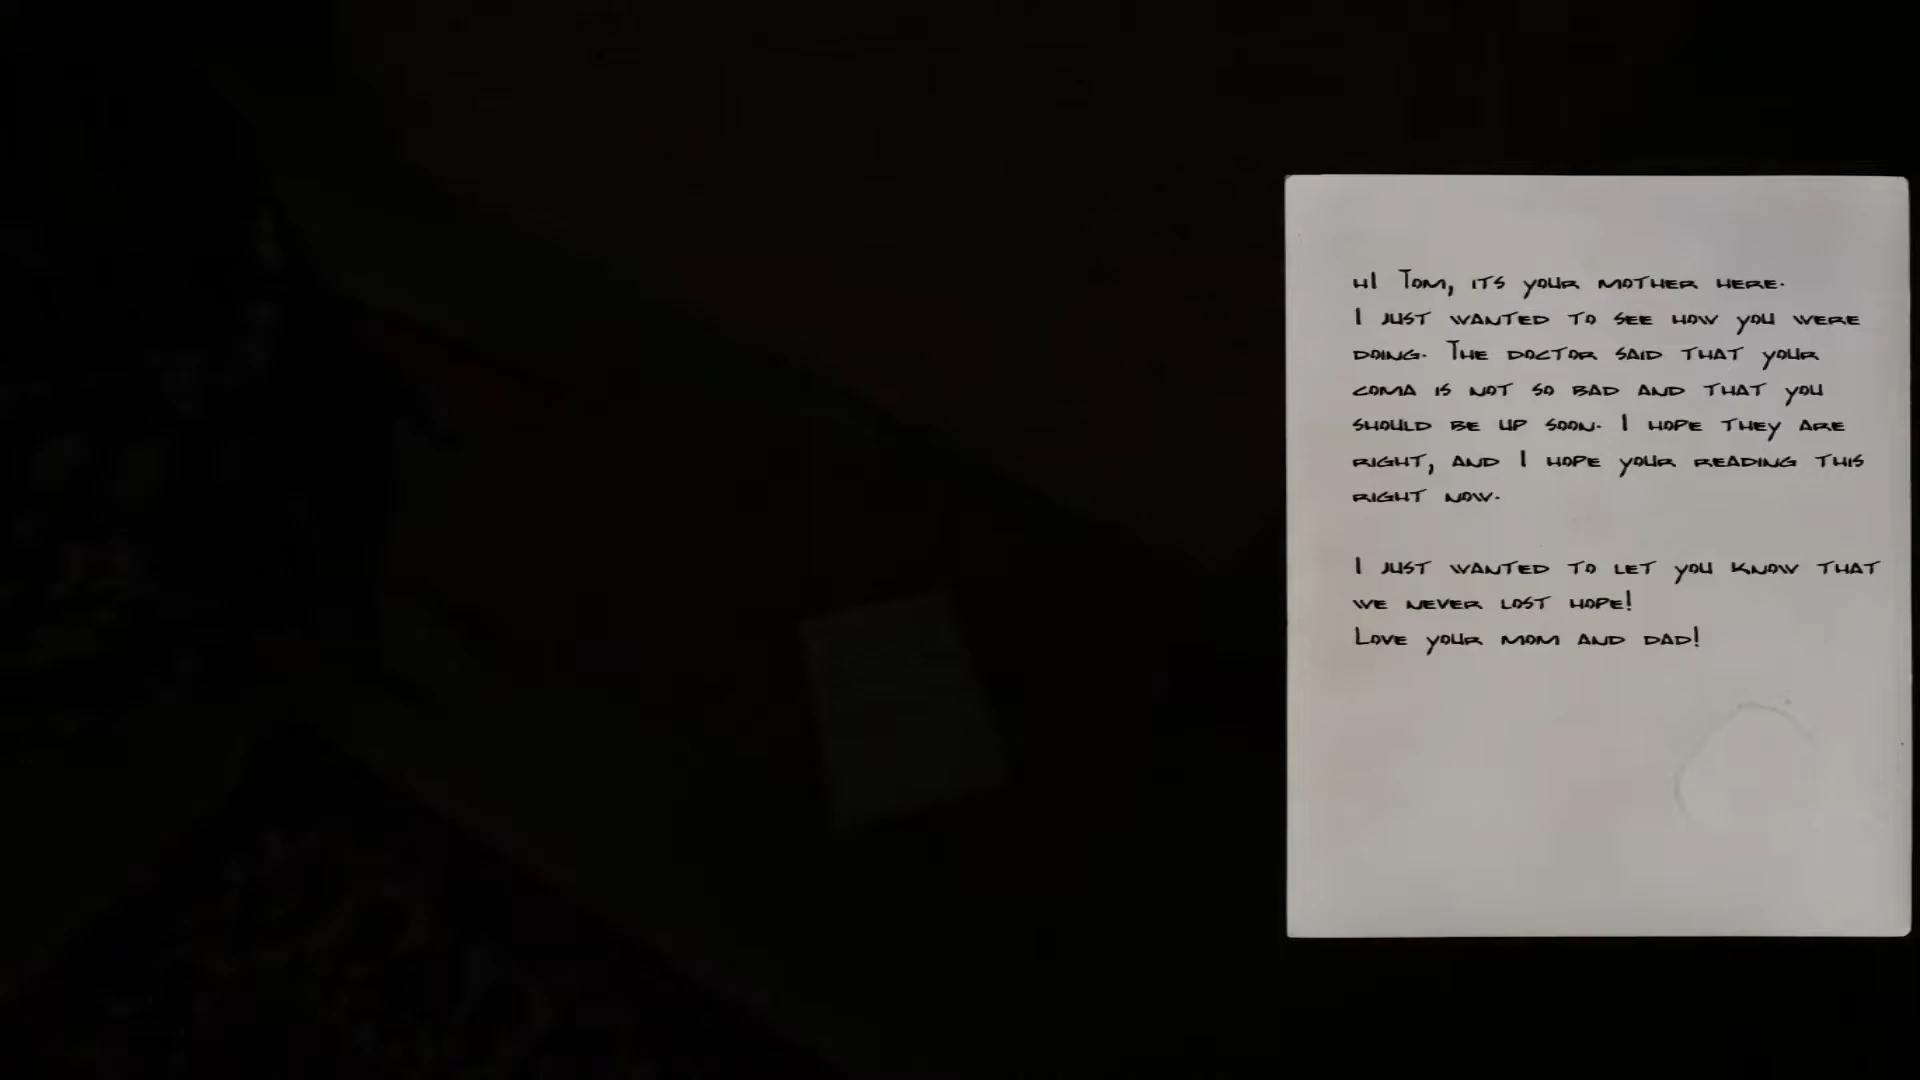 Hi Tom, its your mother here.
I just wanted to see how you were
doing. The doctor said that your
coma is not so bad and that you
should be up soon. I hope they are
right, and I hope your reading this
right now.
I just wanted to let you know that
we never lost hope!
Love your mom and dad!